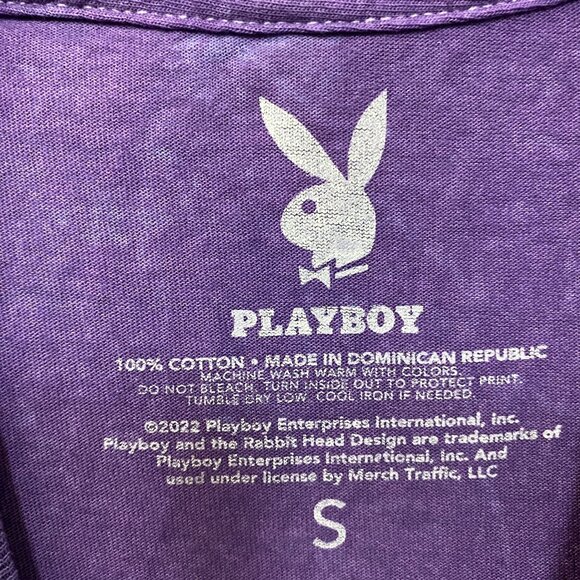 PLAYBOY
100% COTTON • MADE IN DOMINICAN REPUBLIC
MACHINE WASH WARM WITH COLORS.
DO NOT BLEACH. TURN INSIDE OUT TO PROTECT PRINT.
TUMBLE DRY LOW. COOL IRON IF NEEDED.
©2022 Playboy Enterprises International, Inc.
Playboy and the Rabbit Head Design are trademarks of
Playboy Enterprises International, Inc. And
used under license by Merch Traffic, LLC
S